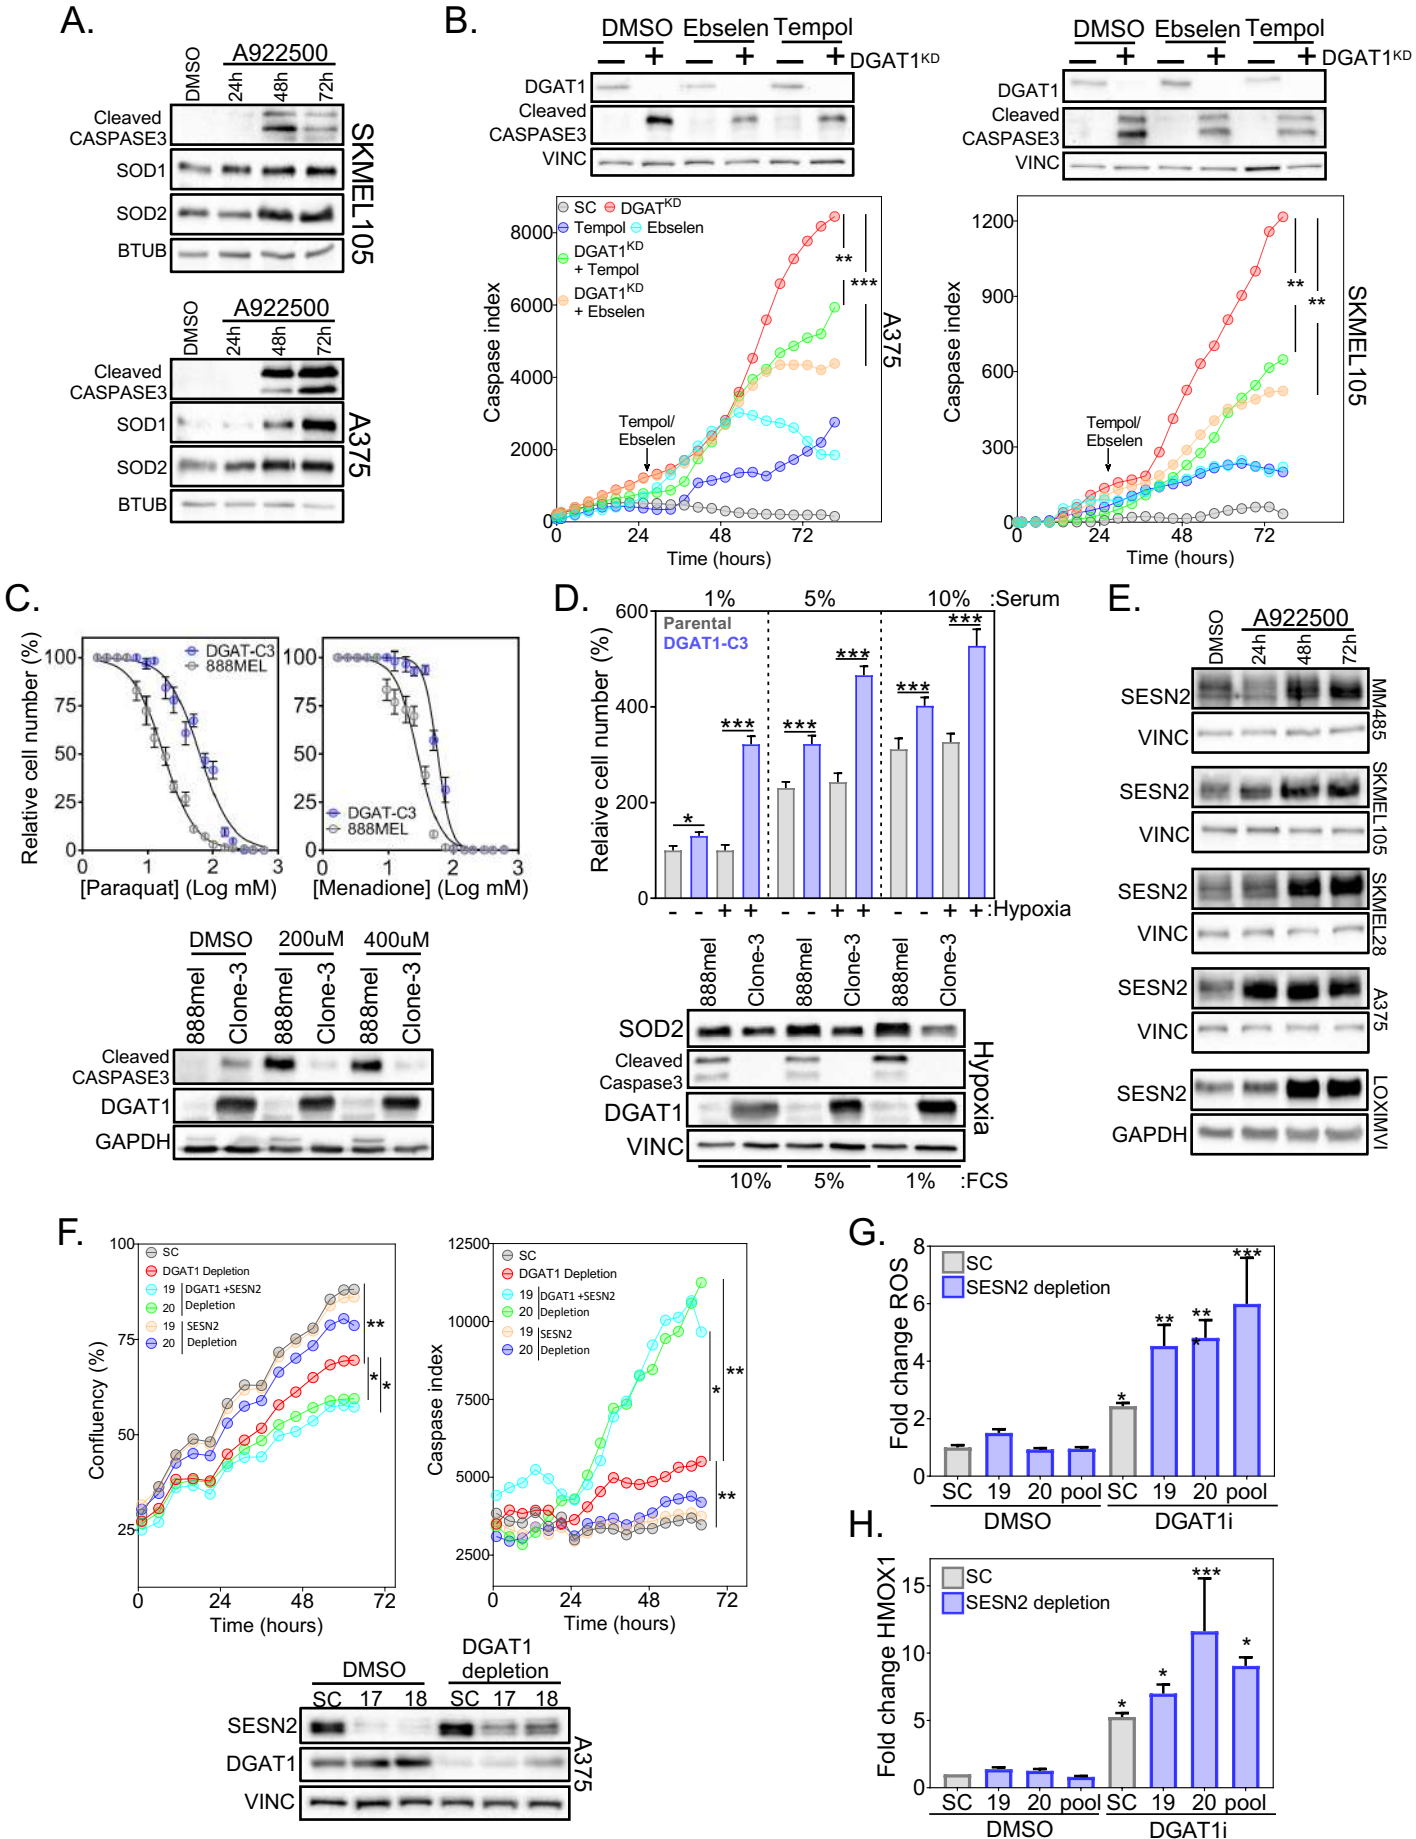 A.
DMSO
A922500
24h
48h
72h
Cleaved
CASPASE3
SOD1
SOD2
BTUB
SKMEL105
DMSO
A922500
24h
48h
72h
Cleaved
CASPASE3
SOD1
SOD2
BTUB
A375
B.
DMSO Ebselen Tempol
— + — + — + DGAT1KD
DGAT1
Cleaved
CASPASE3
VINC
DMSO Ebselen Tempol
— + — + — + DGAT1KD
DGAT1
Cleaved
CASPASE3
VINC
SC DGATKD
Tempol Ebselen
DGAT1KD
+ Tempol
DGAT1KD
+ Ebselen
Caspase index
8000
6000
4000
2000
0
Tempol/
Ebselen
**
***
A375
24 48 72
Time (hours)
Caspase index
1200
900
600
300
0
Tempol/
Ebselen
**
**
SKMEL105
0 24 48 72
Time (hours)
C.
Relative cell number (%)
100
75
50
25
0
DGAT-C3
888MEL
0 1 2 3
[Paraquat] (Log mM)
100
75
50
25
0
DGAT-C3
888MEL
0 1 2 3
[Menadione] (Log mM)
DMSO 200uM 400uM
888mel
Clone-3
888mel
Clone-3
888mel
Clone-3
Cleaved
CASPASE3
DGAT1
GAPDH
D.
1% 5% 10% :Serum
Relaive cell number (%)
600
400
200
0
Parental
DGAT1-C3
* *** *** *** *** ***
- - + + - - + + - - + + :Hypoxia
888mel
Clone-3
888mel
Clone-3
888mel
Clone-3
SOD2
Cleaved
Caspase3
DGAT1
VINC
Hypoxia
10% 5% 1% :FCS
E.
DMSO
A922500
24h
48h
72h
SESN2
VINC
MM485
SESN2
VINC
SKMEL105
SESN2
VINC
SKMEL28
SESN2
VINC
A375
SESN2
GAPDH
LOXIMVI
F.
Confluency (%)
100
75
50
25
SC
DGAT1 Depletion
19 DGAT1 +SESN2
20 Depletion
19 SESN2
20 Depletion
**
*
*
0 24 48 72
Time (hours)
Caspase index
12500
10000
7500
5000
2500
SC
DGAT1 Depletion
19 DGAT1 +SESN2
20 Depletion
19 SESN2
20 Depletion
**
*
**
0 24 48 72
Time (hours)
DMSO
DGAT1
depletion
SC 17 18 SC 17 18
SESN2
DGAT1
VINC
A375
G.
Fold change ROS
8
6
4
2
0
SC
SESN2 depletion
* ** ** * ***
SC 19 20 pool SC 19 20 pool
DMSO DGAT1i
H.
Fold change HMOX1
15
10
5
0
SC
SESN2 depletion
* * *** *
SC 19 20 pool SC 19 20 pool
DMSO DGAT1i